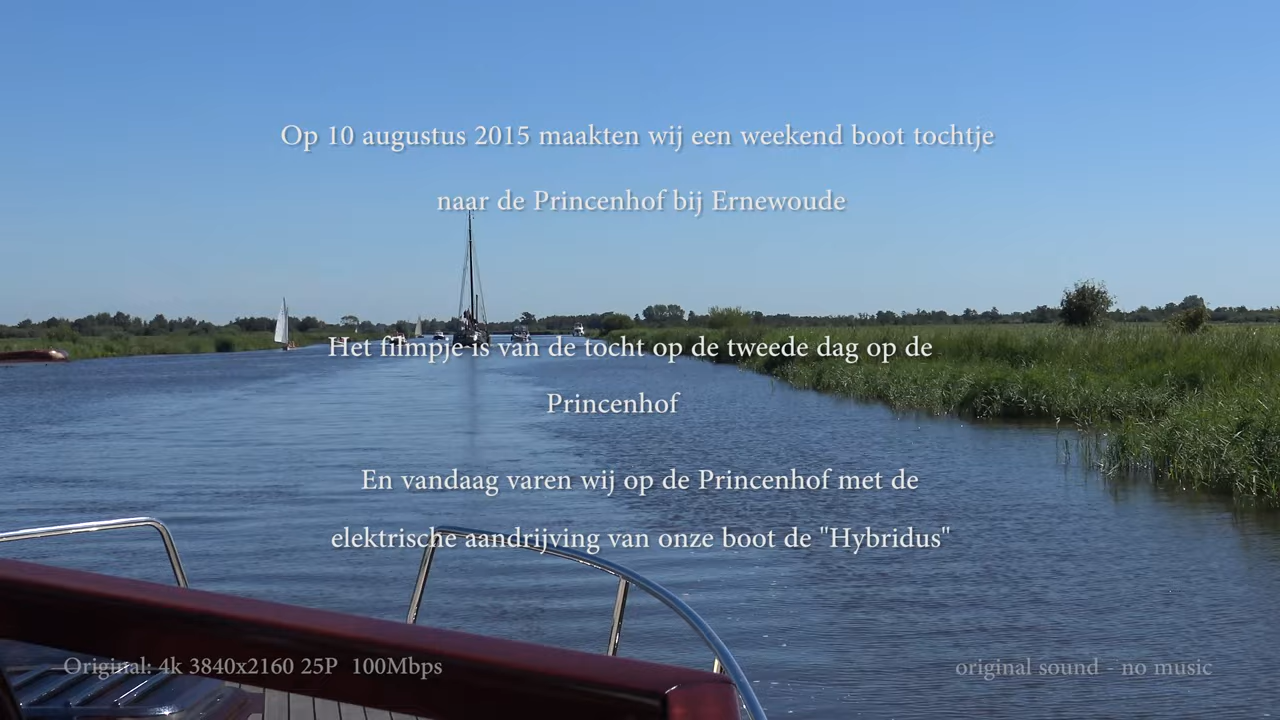 Op 10 augustus 2015 maakten wij een weekend boot tochtje
naar de Princenhof bij Ernewoude
Het filmpje is van de tocht op de tweede dag op de
Princenhof
En vandaag varen wij op de Princenhof met de
elektrische aandrijving van onze boot de "Hybridus"
Original: 4k 3840x2160 25P 100Mbps
original sound - no music